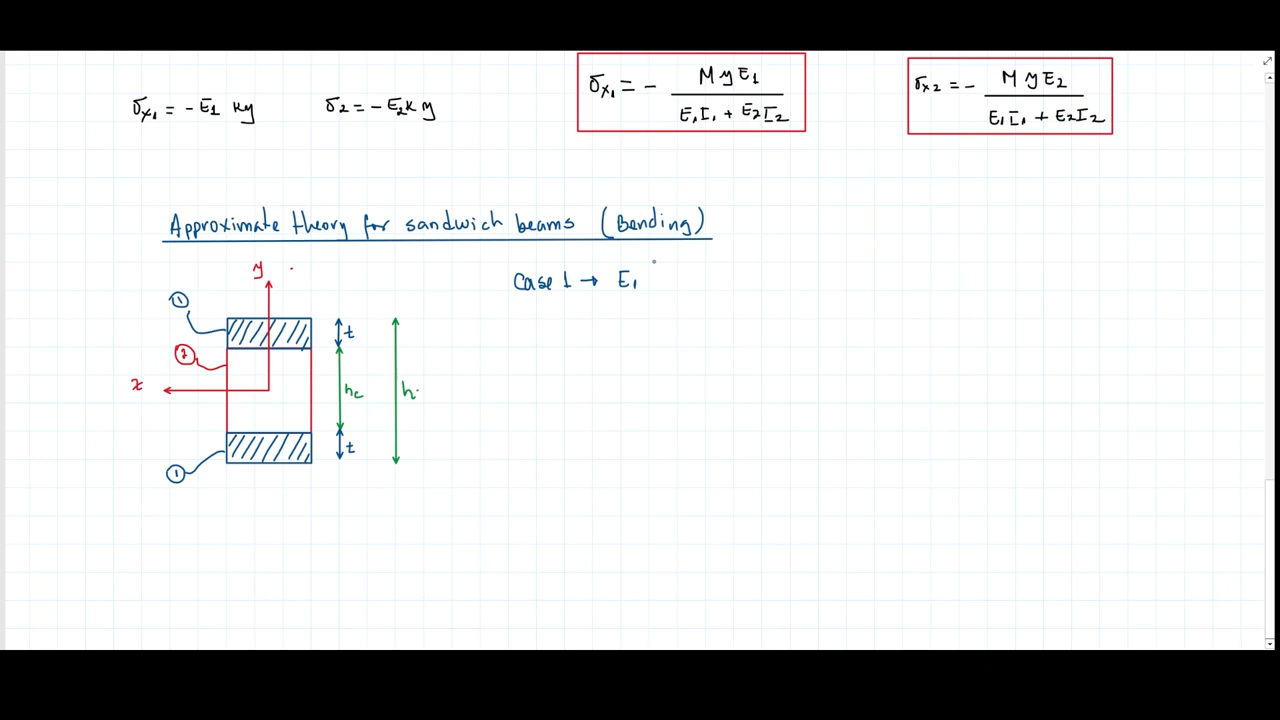 σx₁ = − E1 κy    σ2 = − E2κ y    σx₁ = − M y E1 / E₁I₁ + E2I2    σx2 = − M y E2 / E₁I₁ + E2I2
Approximate theory for sandwich beams (Bending)
y
Case 1 → E₁
①
t
②
z
hc
h
t
①